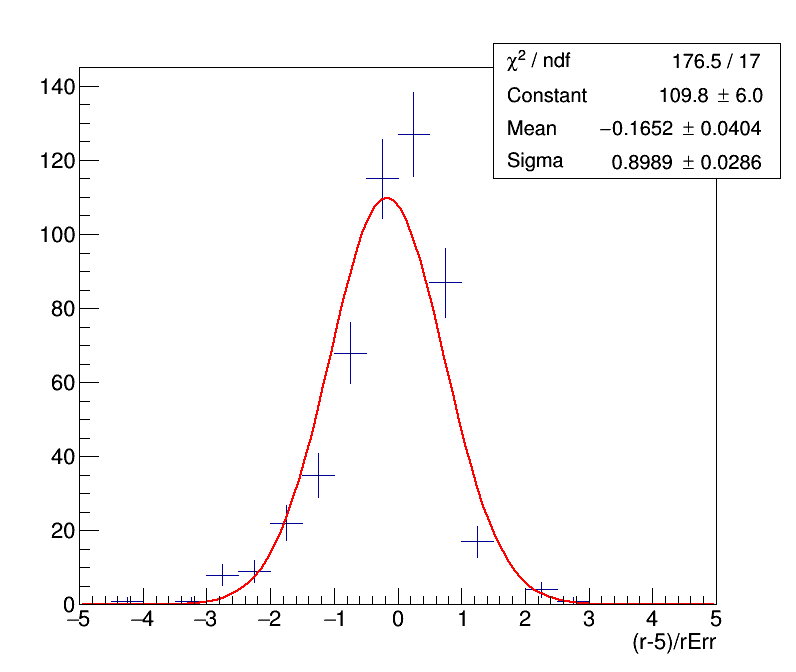 χ² / ndf 176.5 / 17
Constant 109.8 ± 6.0
Mean −0.1652 ± 0.0404
Sigma 0.8989 ± 0.0286
140
120
100
80
60
40
20
0
−5 −4 −3 −2 −1 0 1 2 3 4 5
(r-5)/rErr